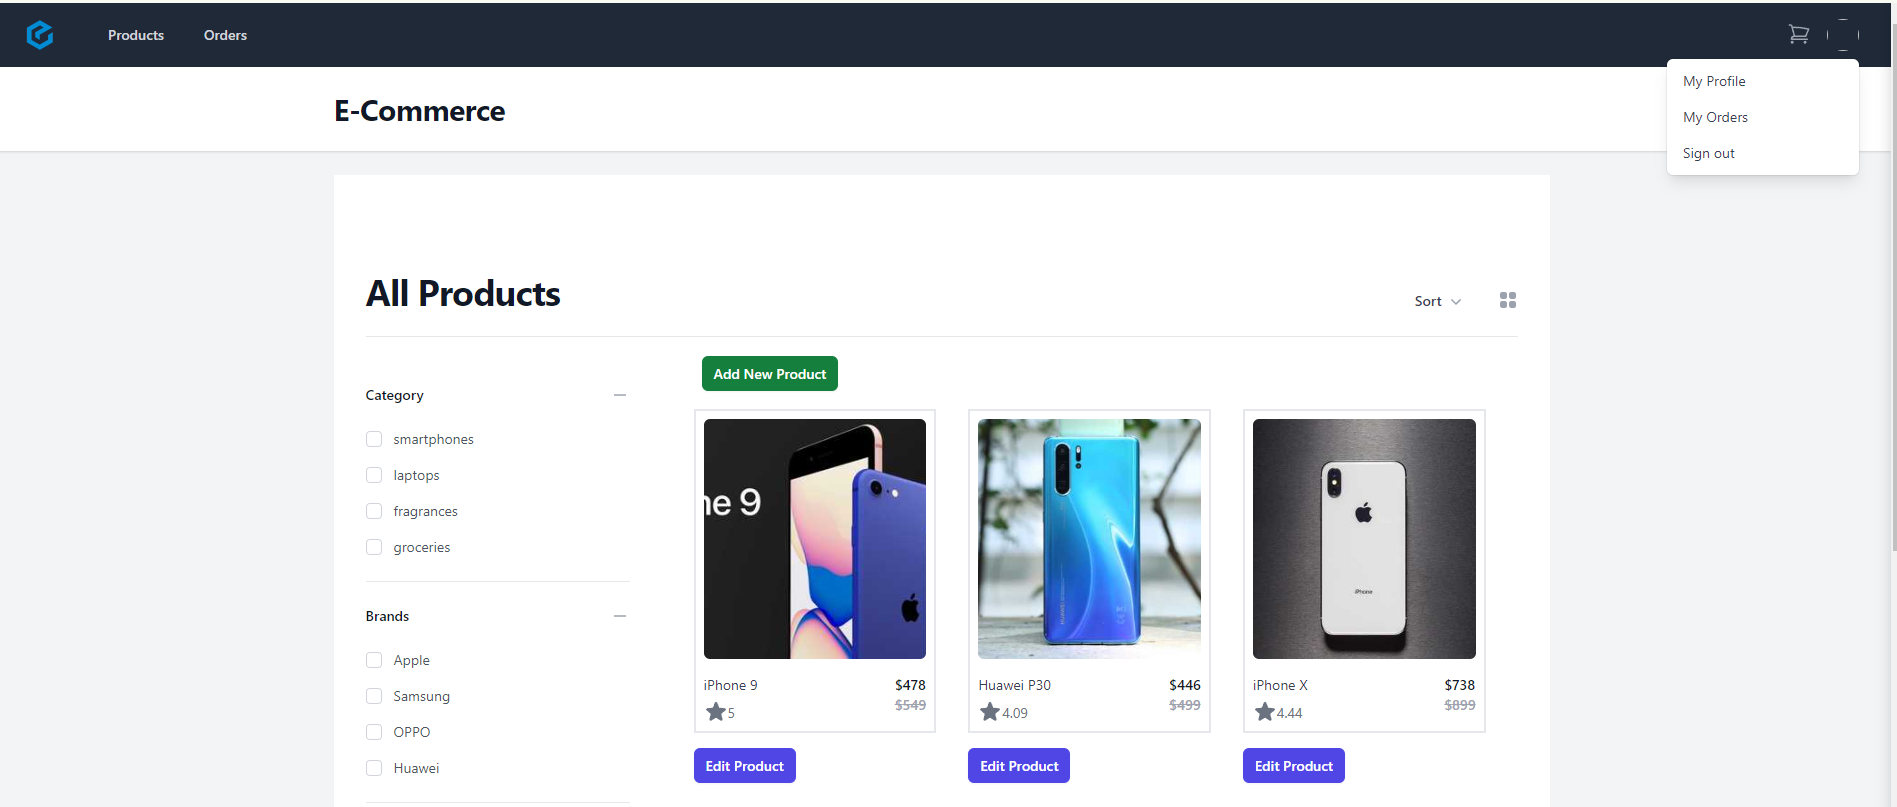 Products
Orders
My Profile
My Orders
Sign out
E-Commerce
All Products
Sort
Category
smartphones
laptops
fragrances
groceries
Brands
Apple
Samsung
OPPO
Huawei
Add New Product
ne 9
iPhone 9 $478
5 $549
Edit Product
Huawei P30 $446
4.09 $499
Edit Product
iPhone
iPhone X $738
4.44 $899
Edit Product